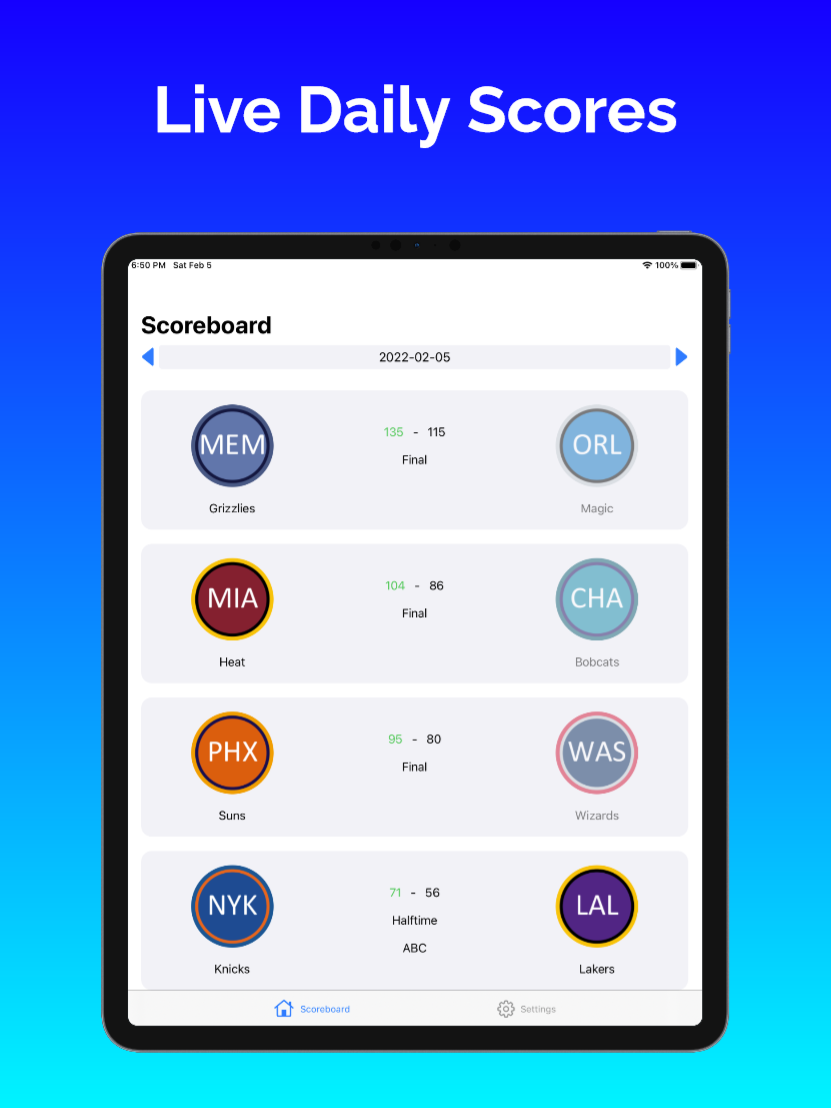 Live Daily Scores
6:50 PM Sat Feb 5 100%
Scoreboard
2022-02-05
MEM 135 - 115 ORL
Final
Grizzlies Magic
MIA 104 - 86 CHA
Final
Heat Bobcats
PHX 95 - 80 WAS
Final
Suns Wizards
NYK 71 - 56 LAL
Halftime
ABC
Knicks Lakers
Scoreboard Settings